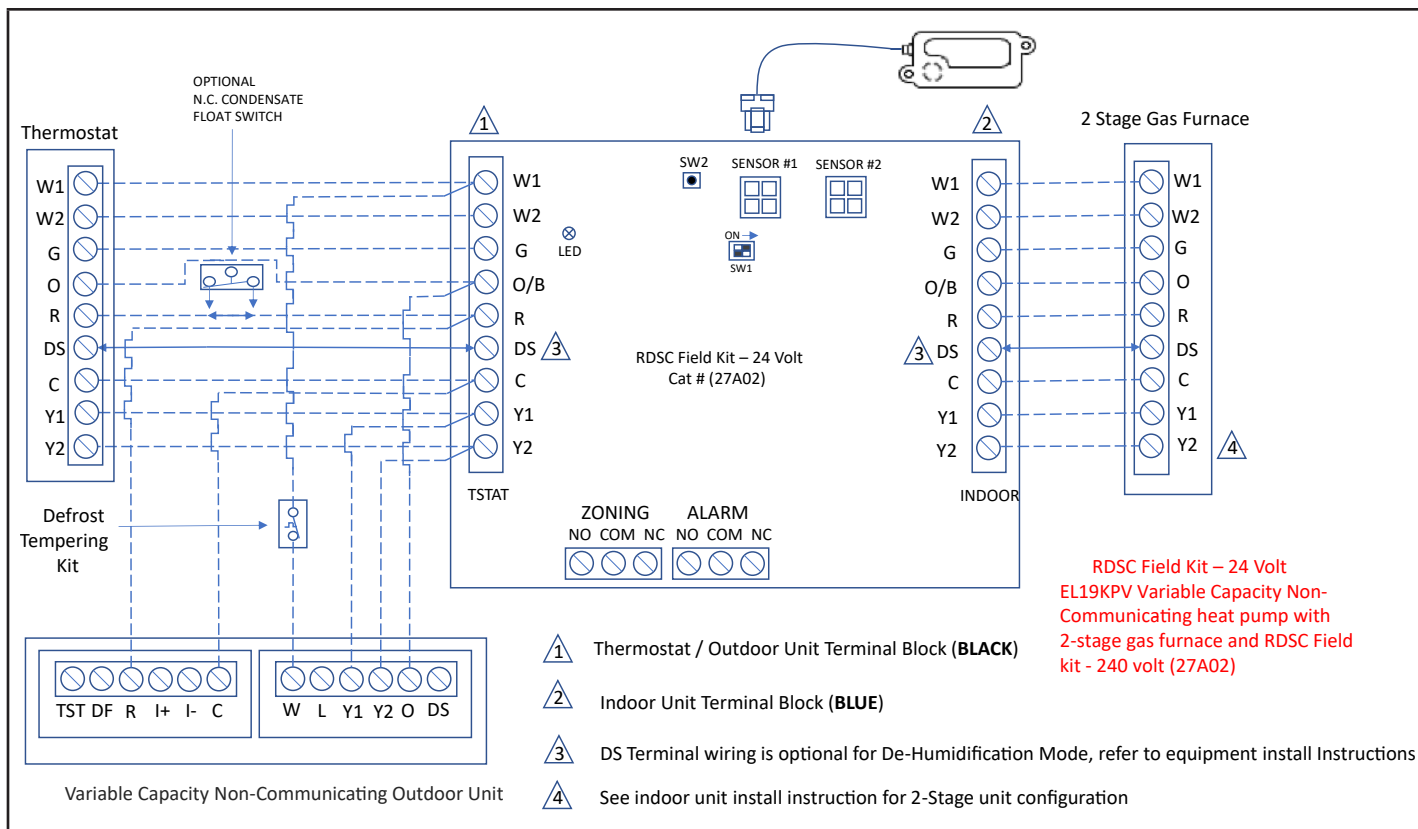 OPTIONAL
N.C. CONDENSATE
FLOAT SWITCH
Thermostat
W1
W2
G
O
R
DS
C
Y1
Y2
1
W1
W2
G
O/B
R
DS
3
C
Y1
Y2
TSTAT
LED
SW2
SENSOR #1
SENSOR #2
ON
SW1
RDSC Field Kit – 24 Volt
Cat # (27A02)
ZONING
NO COM NC
ALARM
NO COM NC
2
W1
W2
G
O/B
R
3
DS
C
Y1
Y2
INDOOR
2 Stage Gas Furnace
W1
W2
G
O
R
DS
C
Y1
Y2
4
Defrost
Tempering
Kit
TST DF R I+ I- C
W L Y1 Y2 O DS
Variable Capacity Non-Communicating Outdoor Unit
RDSC Field Kit – 24 Volt
EL19KPV Variable Capacity Non-
Communicating heat pump with
2-stage gas furnace and RDSC Field
kit - 240 volt (27A02)
1 Thermostat / Outdoor Unit Terminal Block (BLACK)
2 Indoor Unit Terminal Block (BLUE)
3 DS Terminal wiring is optional for De-Humidification Mode, refer to equipment install Instructions
4 See indoor unit install instruction for 2-Stage unit configuration